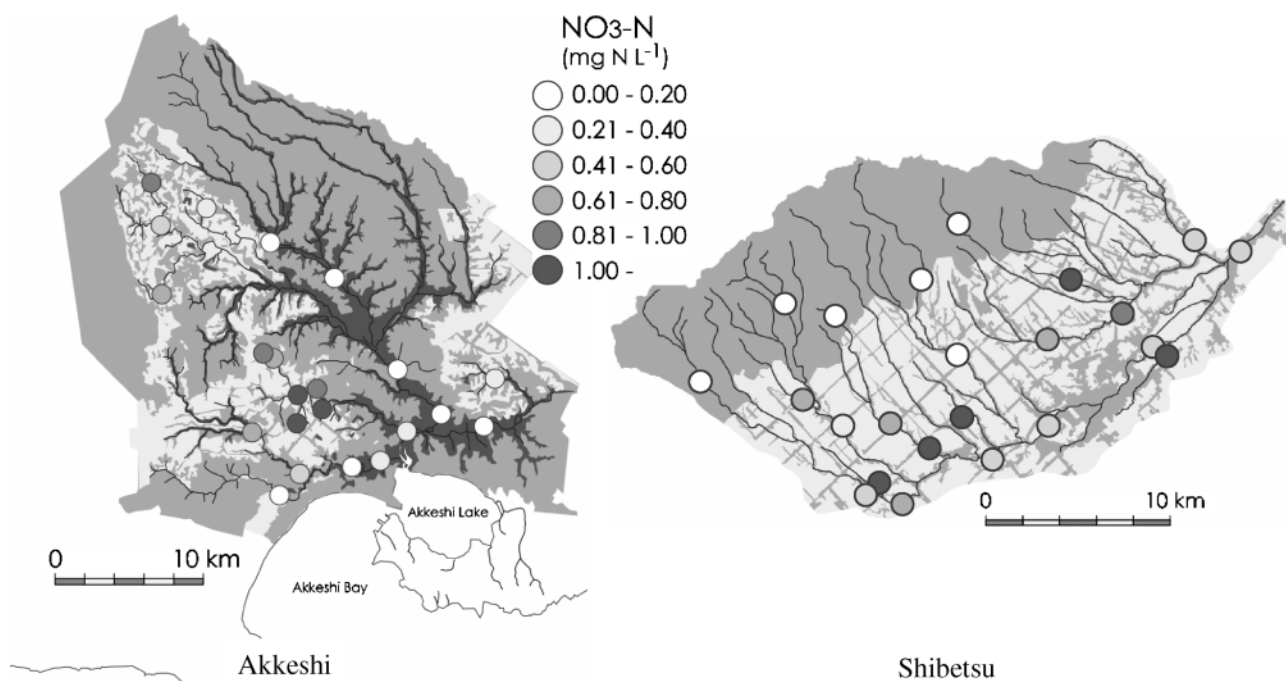 NO3-N
(mg N L-1)
0.00 - 0.20
0.21 - 0.40
0.41 - 0.60
0.61 - 0.80
0.81 - 1.00
1.00 -
Akkeshi Lake
0 10 km
0 10 km
Akkeshi Bay
Akkeshi
Shibetsu